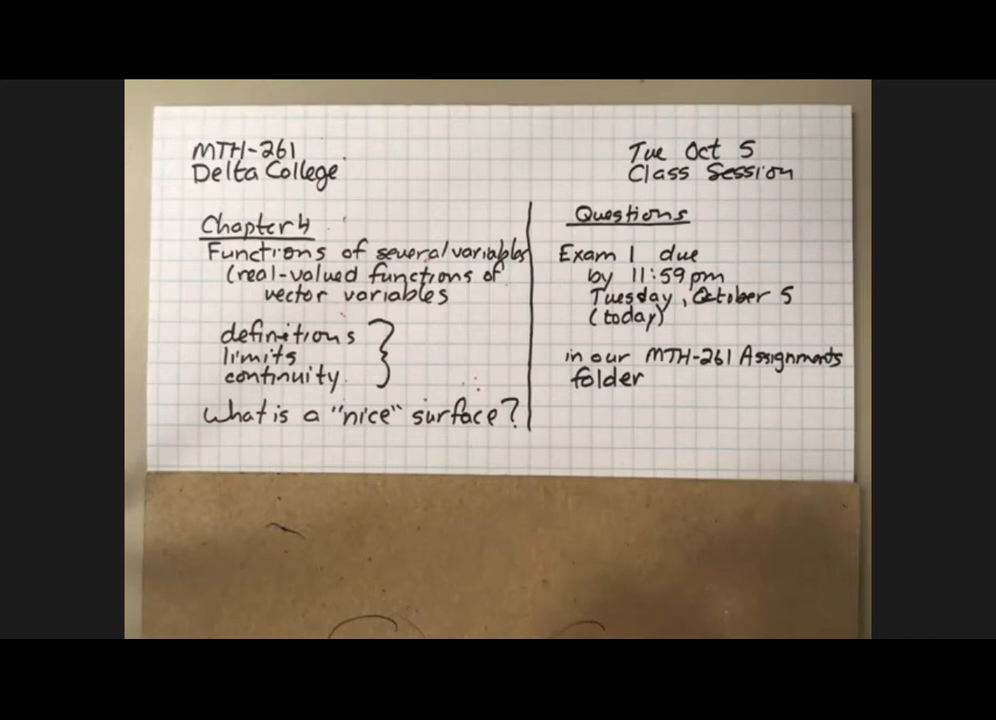 MTH-261
Delta College
Tue Oct 5
Class Session
Chapter 4
Functions of several variables
(real-valued functions of
vector variables
definitions
limits
continuity
What is a "nice" surface?
Questions
Exam 1 due
by 11:59pm
Tuesday, October 5
(today)
in our MTH-261 Assignments
folder